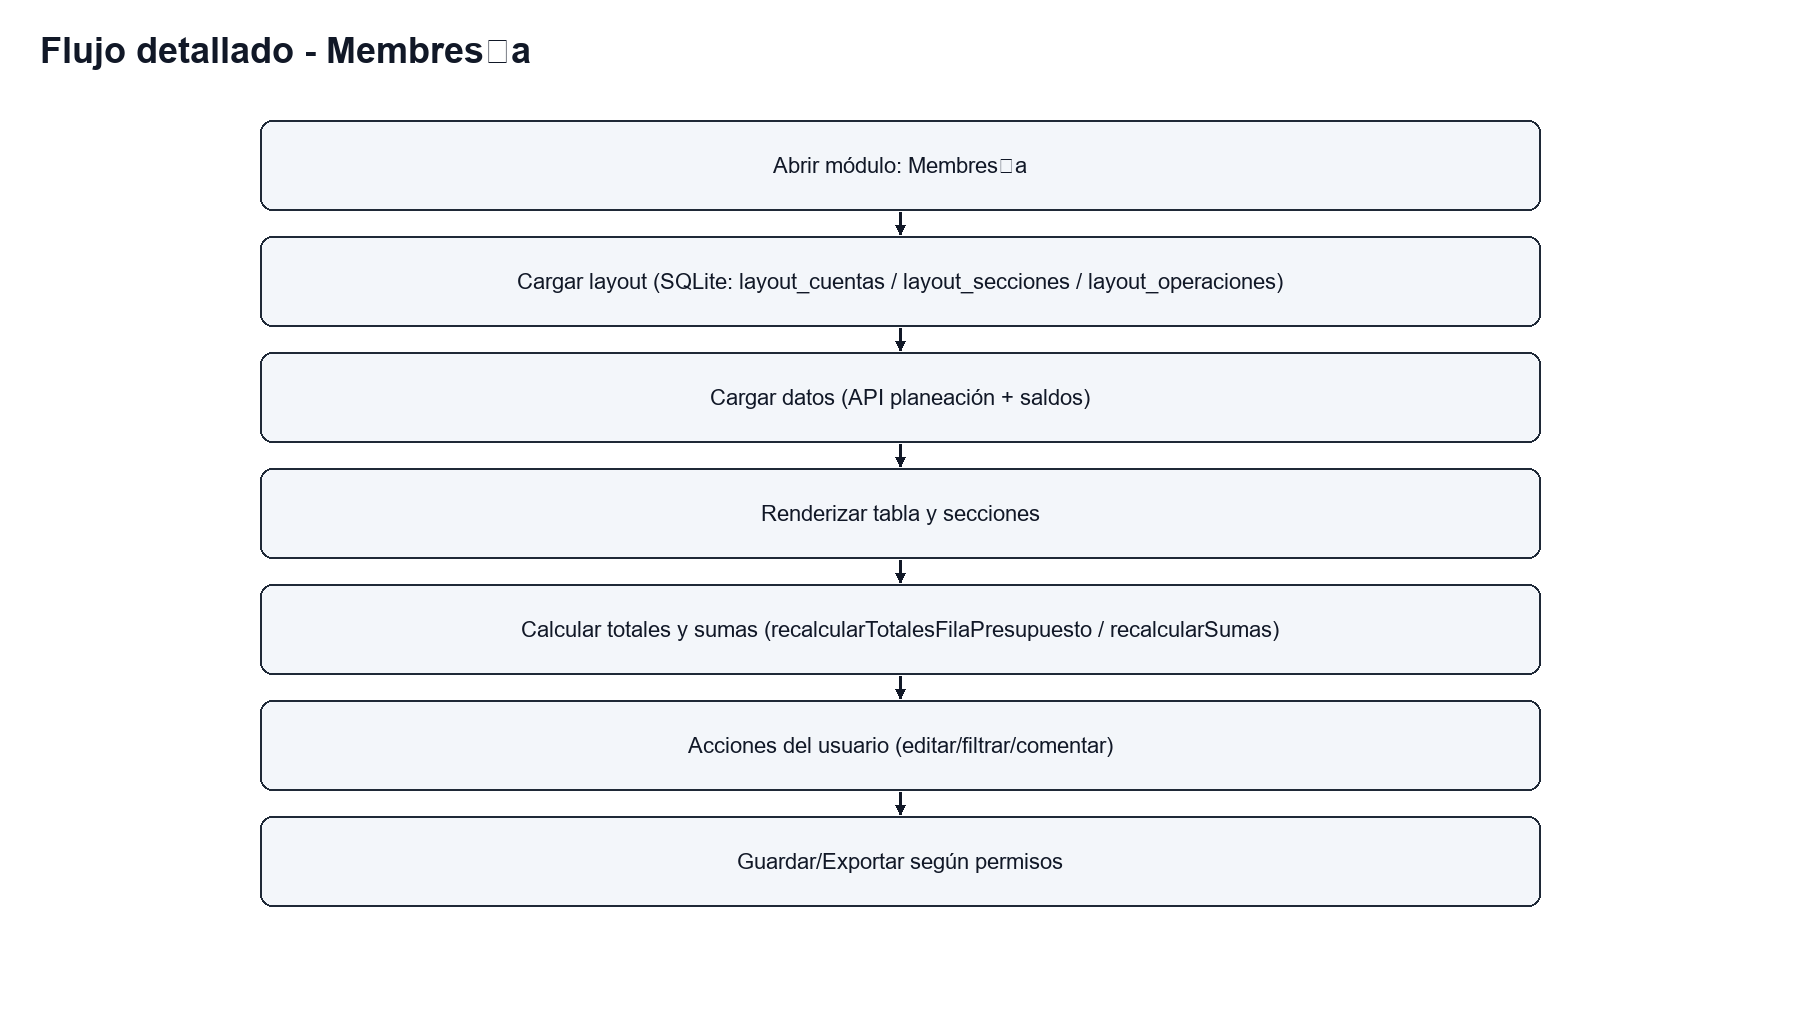 Flujo detallado - Membres□a
Abrir módulo: Membres□a
Cargar layout (SQLite: layout_cuentas / layout_secciones / layout_operaciones)
Cargar datos (API planeación + saldos)
Renderizar tabla y secciones
Calcular totales y sumas (recalcularTotalesFilaPresupuesto / recalcularSumas)
Acciones del usuario (editar/filtrar/comentar)
Guardar/Exportar según permisos